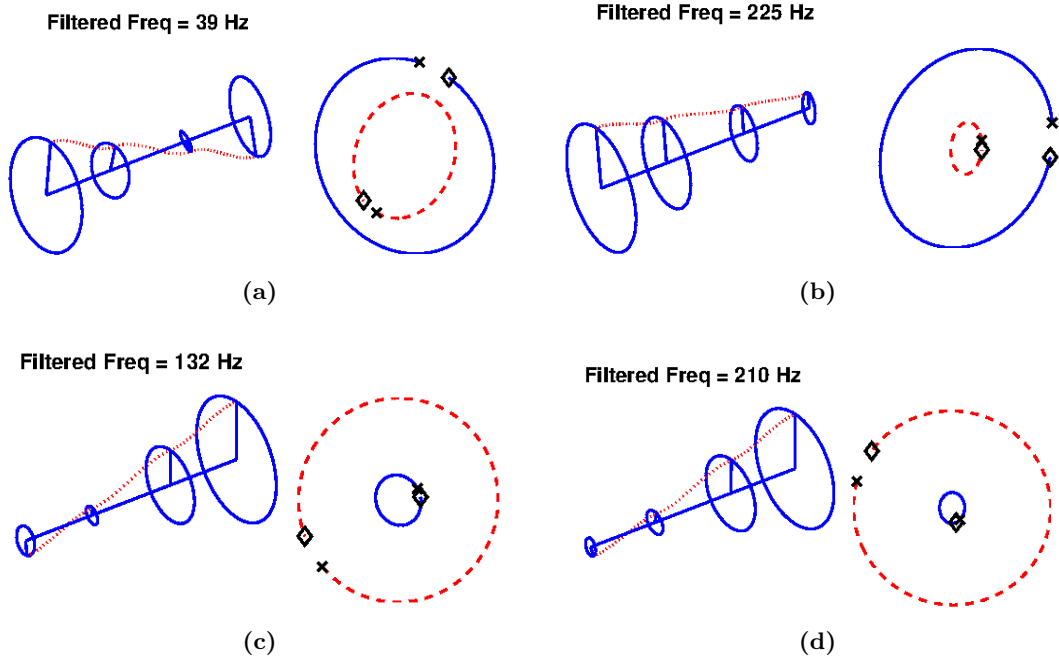 Filtered Freq = 39 Hz
Filtered Freq = 225 Hz
(a)
(b)
Filtered Freq = 132 Hz
Filtered Freq = 210 Hz
(c)
(d)